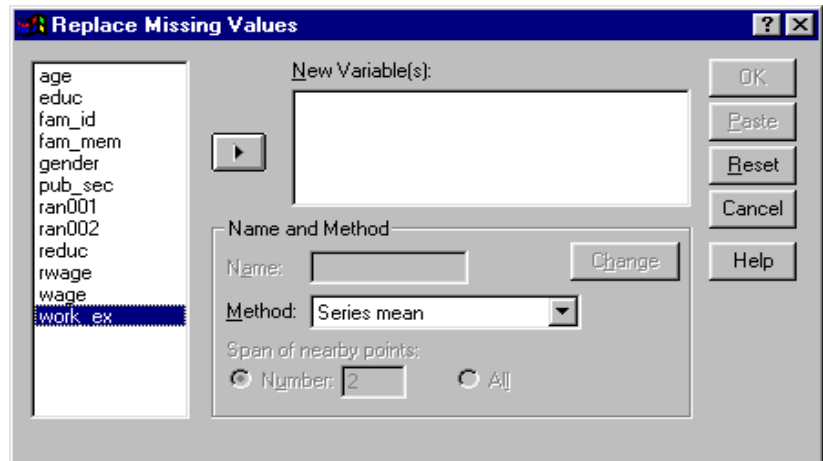 Replace Missing Values
age
educ
fam_id
fam_mem
gender
pub_sec
ran001
ran002
reduc
rwage
wage
work_ex
New Variable(s):
Name and Method
Name:
Change
Method: Series mean
Span of nearby points:
Number: 2
All
OK
Paste
Reset
Cancel
Help